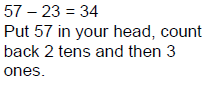 57 – 23 = 34
Put 57 in your head, count
back 2 tens and then 3
ones.